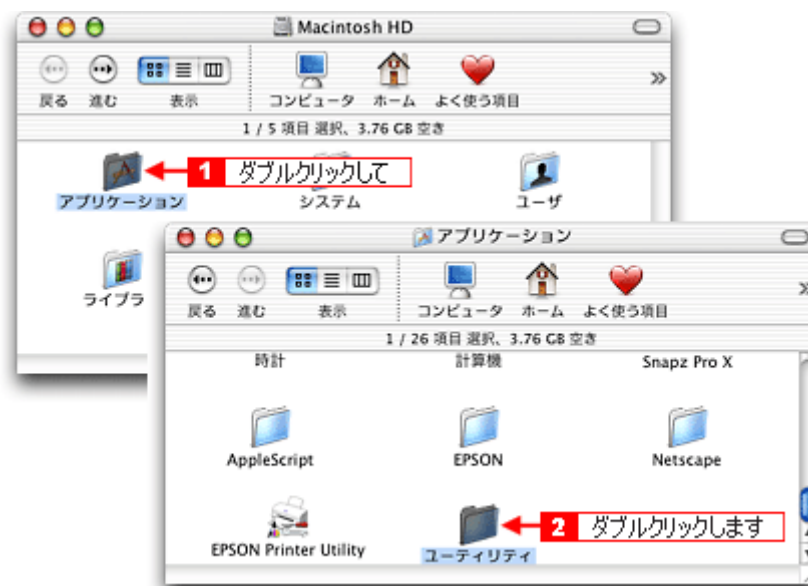 Macintosh HD
戻る 進む 表示 コンピュータ ホーム よく使う項目
1 / 5 項目 選択、3.76 GB 空き
1 ダブルクリックして
アプリケーション システム ユーザ
ライブラ
アプリケーション
戻る 進む 表示 コンピュータ ホーム よく使う項目
1 / 26 項目 選択、3.76 GB 空き
時計 計算機 Snapz Pro X
AppleScript EPSON Netscape
2 ダブルクリックします
EPSON Printer Utility ユーティリティ